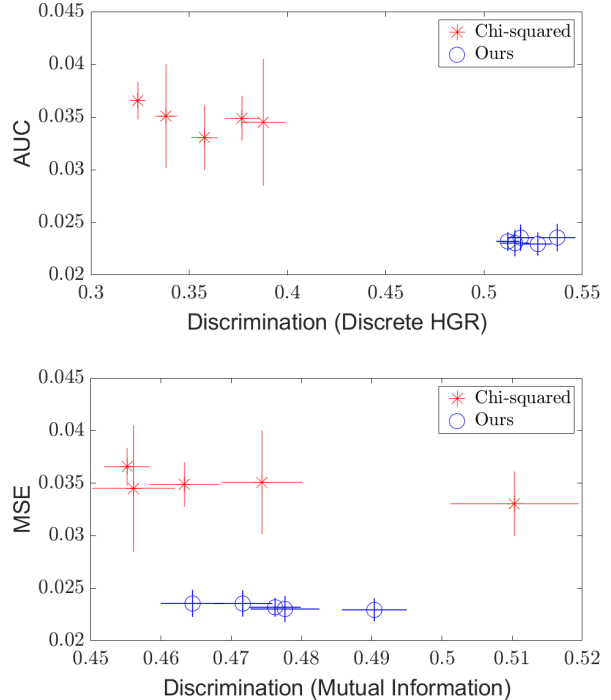 0.045
Chi-squared
Ours
0.04
0.035
AUC
0.03
0.025
0.02
0.3 0.35 0.4 0.45 0.5 0.55
Discrimination (Discrete HGR)
0.045
Chi-squared
Ours
0.04
0.035
MSE
0.03
0.025
0.02
0.45 0.46 0.47 0.48 0.49 0.5 0.51 0.52
Discrimination (Mutual Information)